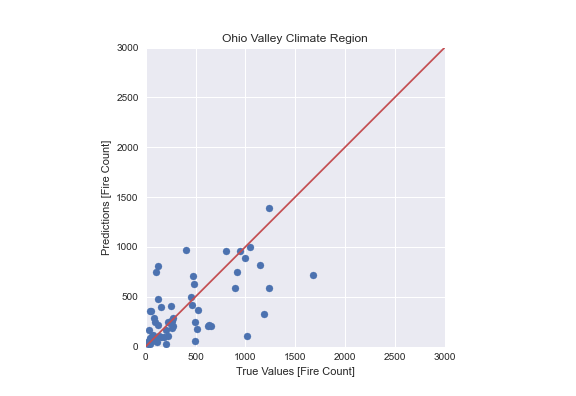 Ohio Valley Climate Region
3000
2500
2000
1500
1000
500
0
Predictions [Fire Count]
0 500 1000 1500 2000 2500 3000
True Values [Fire Count]